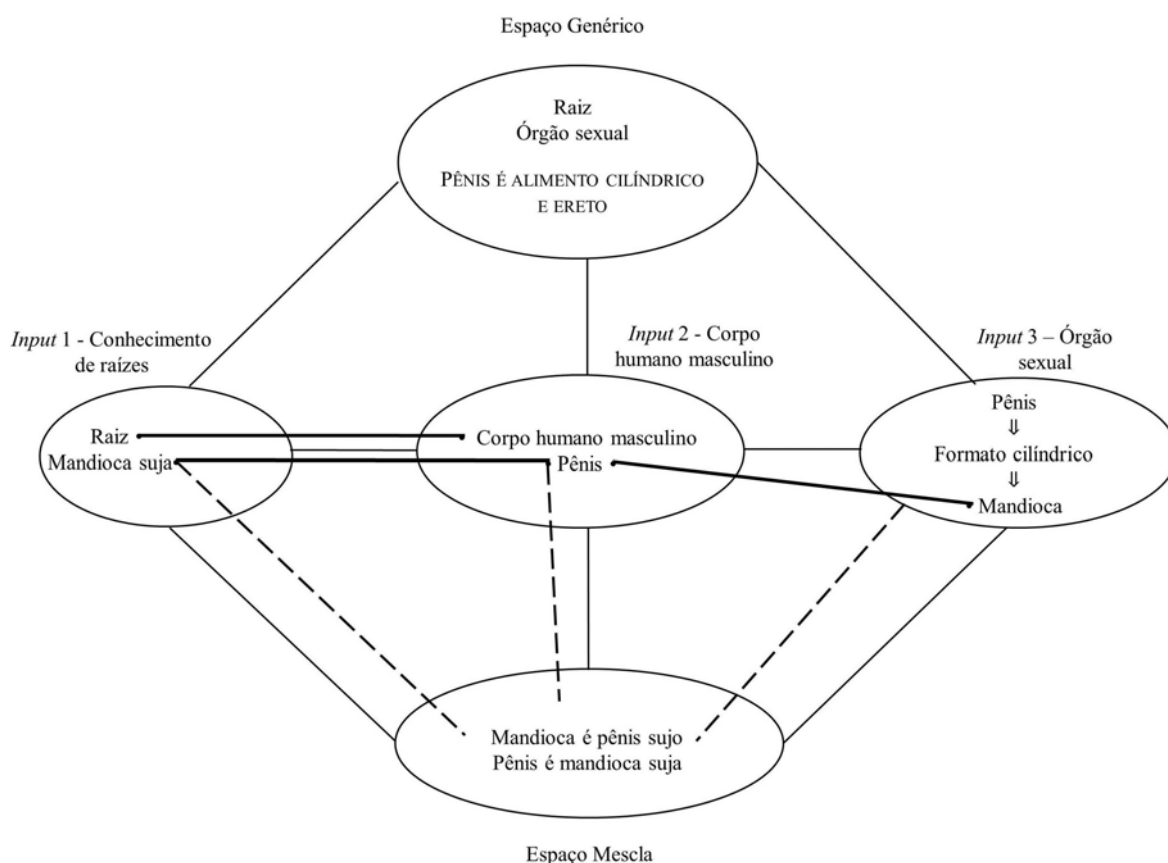 Espaço Genérico
Raiz
Órgão sexual
PÊNIS É ALIMENTO CILÍNDRICO
E ERETO
Input 1 - Conhecimento
de raízes
Input 2 - Corpo
humano masculino
Input 3 – Órgão
sexual
Raiz
Mandioca suja
Corpo humano masculino
Pênis
Pênis
⇓
Formato cilíndrico
⇓
Mandioca
Mandioca é pênis sujo
Pênis é mandioca suja
Espaço Mescla